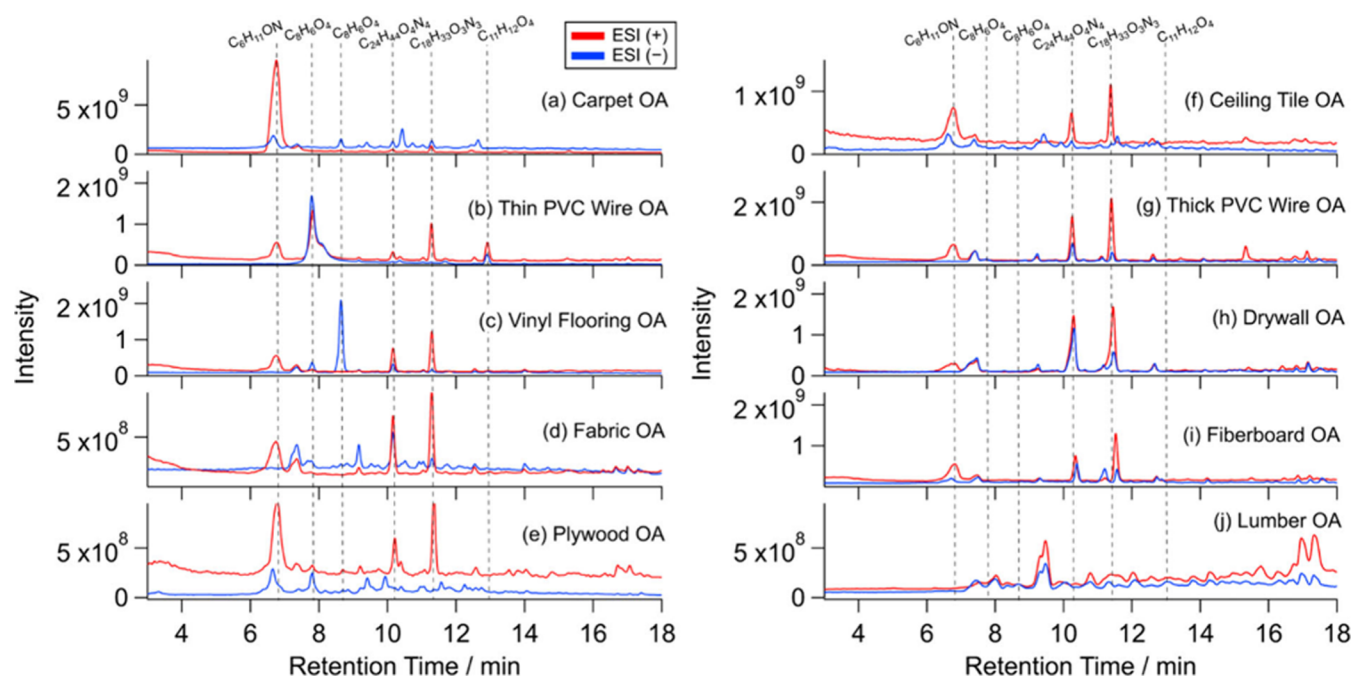 C₆H₁₁ON
C₈H₆O₄
C₈H₆O₄
C₂₄H₄₄O₄N₄
C₁₈H₃₃O₃N₃
C₁₁H₁₂O₄
ESI (+)
ESI (−)
5 x10⁹
0
(a) Carpet OA
2 x10⁹
1
0
(b) Thin PVC Wire OA
2 x10⁹
1
0
(c) Vinyl Flooring OA
5 x10⁸
(d) Fabric OA
5 x10⁸
0
(e) Plywood OA
Intensity
4 6 8 10 12 14 16 18
Retention Time / min
C₆H₁₁ON
C₈H₆O₄
C₈H₆O₄
C₂₄H₄₄O₄N₄
C₁₈H₃₃O₃N₃
C₁₁H₁₂O₄
1 x10⁹
0
(f) Ceiling Tile OA
2 x10⁹
0
(g) Thick PVC Wire OA
2 x10⁹
1
0
(h) Drywall OA
2 x10⁹
1
0
(i) Fiberboard OA
5 x10⁸
0
(j) Lumber OA
Intensity
4 6 8 10 12 14 16 18
Retention Time / min